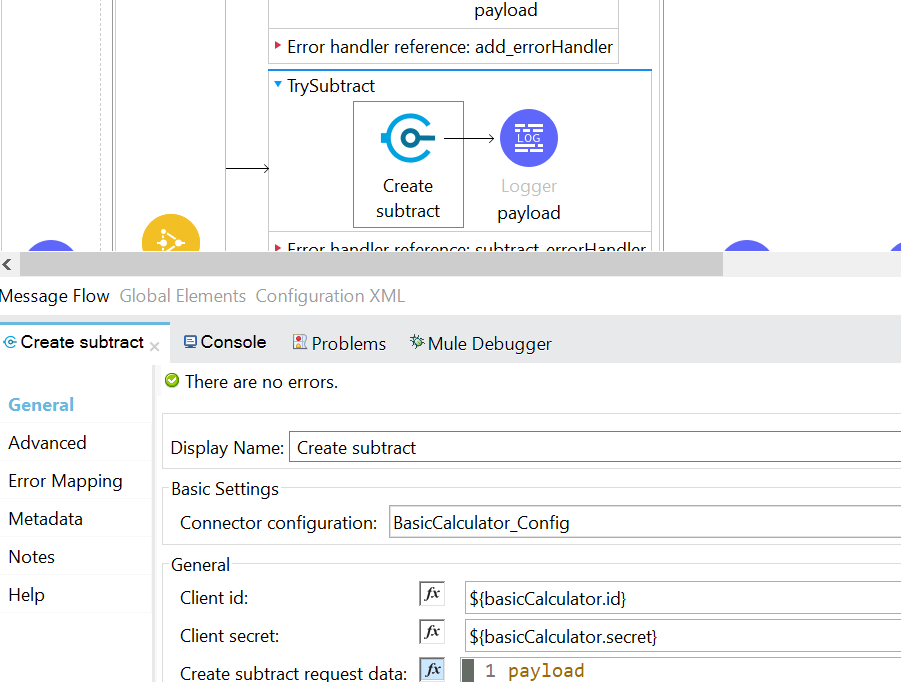 payload
Error handler reference: add_errorHandler
TrySubtract
LOG
Create
subtract
Logger
payload
Error handler reference: subtract_errorHandler
Message Flow Global Elements Configuration XML
Create subtract Console Problems Mule Debugger
There are no errors.
General
Advanced
Error Mapping
Metadata
Notes
Help
Display Name: Create subtract
Basic Settings
Connector configuration: BasicCalculator_Config
General
Client id: fx ${basicCalculator.id}
Client secret: fx ${basicCalculator.secret}
Create subtract request data: fx 1 payload